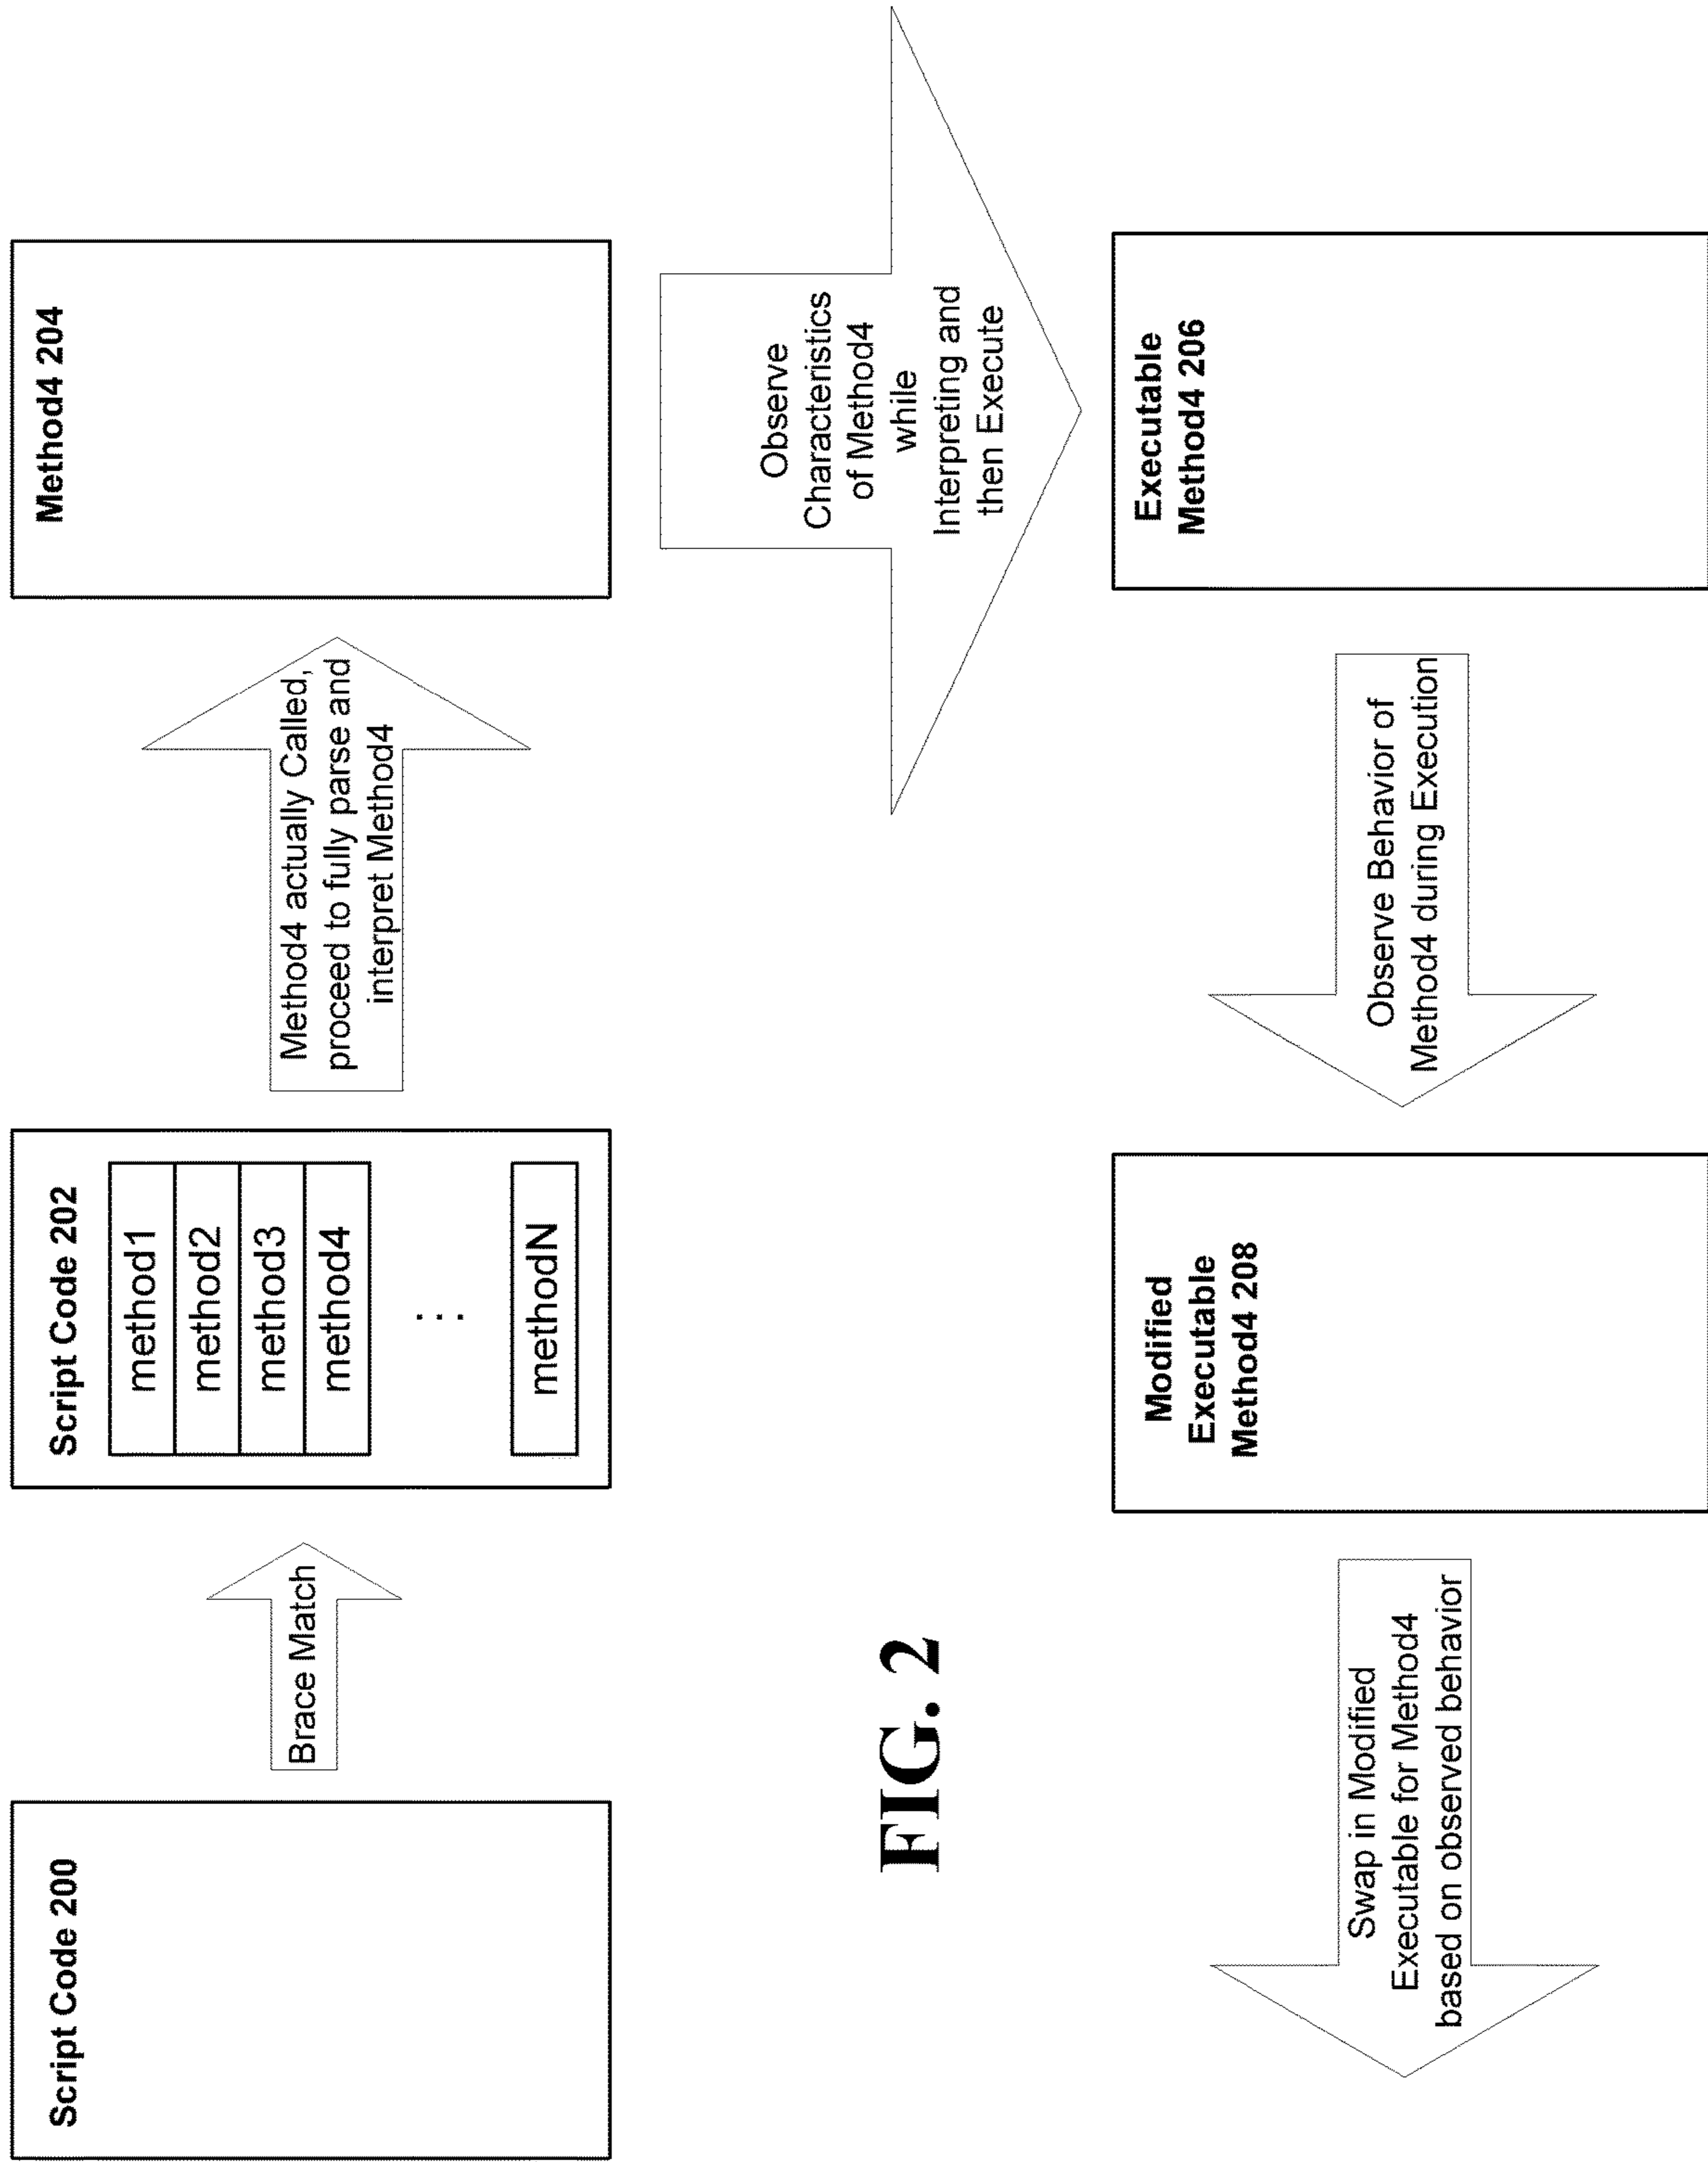 Script Code 200
Brace Match
Script Code 202
method1
method2
method3
method4
...
methodN
Method4 actually Called,
proceed to fully parse and
interpret Method4
Method4 204
Observe
Characteristics
of Method4
while
Interpreting and
then Execute
Executable
Method4 206
Observe Behavior of
Method4 during Execution
Modified
Executable
Method4 208
Swap in Modified
Executable for Method4
based on observed behavior
FIG. 2